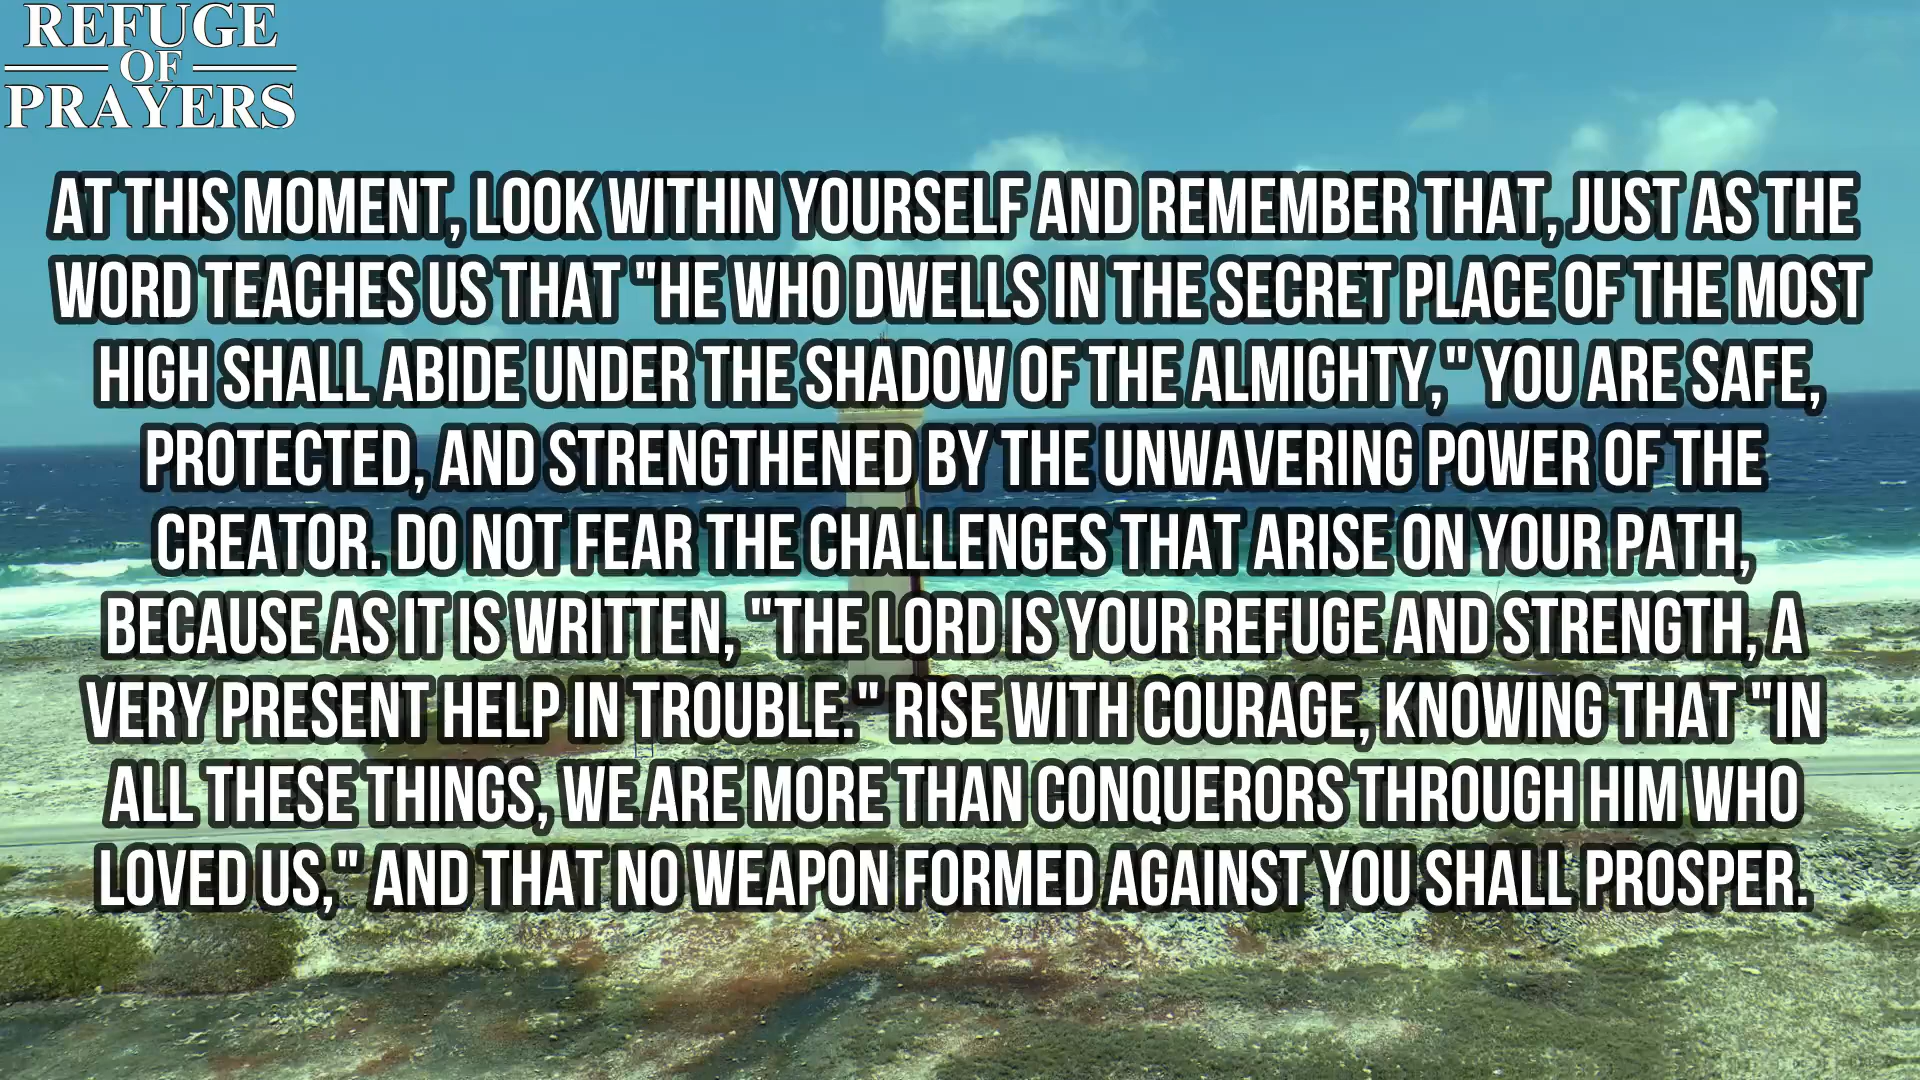 REFUGE
OF
PRAYERS
AT THIS MOMENT, LOOK WITHIN YOURSELF AND REMEMBER THAT, JUST AS THE
WORD TEACHES US THAT "HE WHO DWELLS IN THE SECRET PLACE OF THE MOST
HIGH SHALL ABIDE UNDER THE SHADOW OF THE ALMIGHTY," YOU ARE SAFE,
PROTECTED, AND STRENGTHENED BY THE UNWAVERING POWER OF THE
CREATOR. DO NOT FEAR THE CHALLENGES THAT ARISE ON YOUR PATH,
BECAUSE AS IT IS WRITTEN, "THE LORD IS YOUR REFUGE AND STRENGTH, A
VERY PRESENT HELP IN TROUBLE." RISE WITH COURAGE, KNOWING THAT "IN
ALL THESE THINGS, WE ARE MORE THAN CONQUERORS THROUGH HIM WHO
LOVED US," AND THAT NO WEAPON FORMED AGAINST YOU SHALL PROSPER.